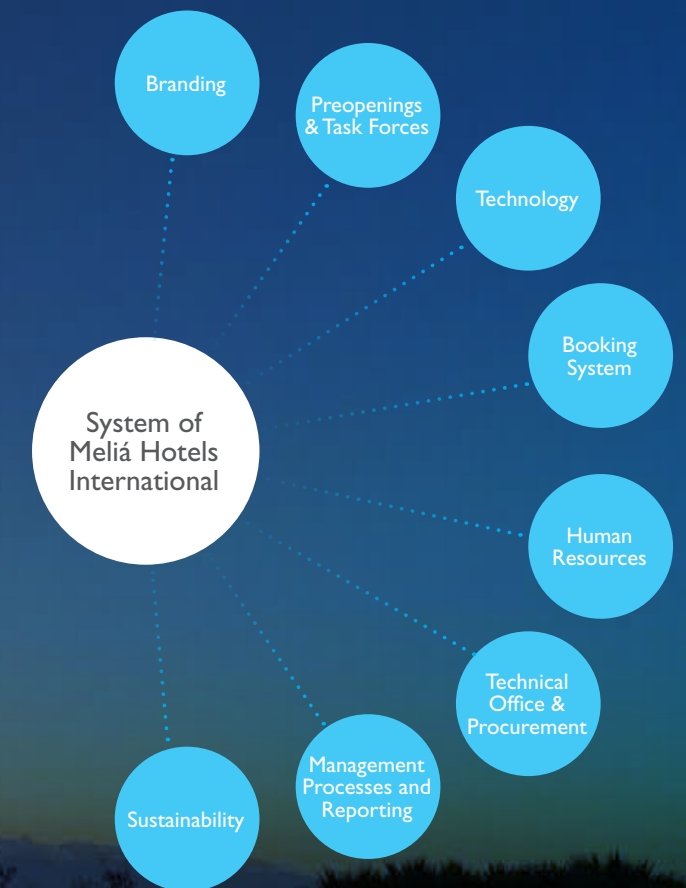 Branding
Preopenings
& Task Forces
Technology
Booking
System
System of
Meliá Hotels
International
Human
Resources
Technical
Office &
Procurement
Management
Processes and
Reporting
Sustainability